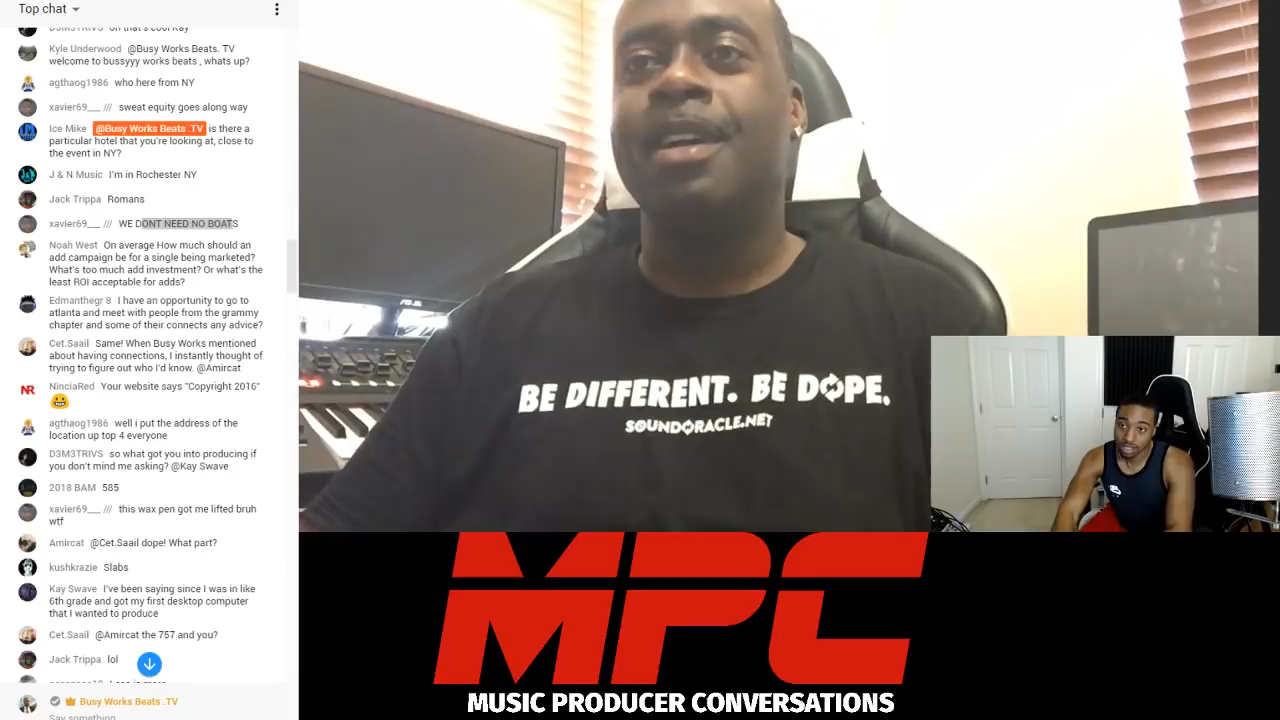 Top chat
D3M3TRIVS oh that's cool Kay
Kyle Underwood @Busy Works Beats. TV
welcome to bussyyy works beats , whats up?
agthaog1986 who here from NY
xavier69___ /// sweat equity goes along way
Ice Mike @Busy Works Beats .TV is there a
particular hotel that you're looking at, close to
the event in NY?
J & N Music I'm in Rochester NY
Jack Trippa Romans
xavier69___ /// WE DONT NEED NO BOATS
Noah West On average How much should an
add campaign be for a single being marketed?
What's too much add investment? Or what's the
least ROI acceptable for adds?
Edmanthegr 8 I have an opportunity to go to
atlanta and meet with people from the grammy
chapter and some of their connects any advice?
Cet.Saail Same! When Busy Works mentioned
about having connections, I instantly thought of
trying to figure out who I'd know. @Amircat
NinciaRed Your website says "Copyright 2016"
agthaog1986 well i put the address of the
location up top 4 everyone
D3M3TRIVS so what got you into producing if
you don't mind me asking? @Kay Swave
2018 BAM 585
xavier69___ /// this wax pen got me lifted bruh
wtf
Amircat @Cet.Saail dope! What part?
kushkrazie Slabs
Kay Swave I've been saying since I was in like
6th grade and got my first desktop computer
that I wanted to produce
Cet.Saail @Amircat the 757 and you?
Jack Trippa lol
Busy Works Beats .TV
Say something
NR
ASUS
BE DIFFERENT. BE DOPE.
SOUNDORACLE.NET
MPC
MUSIC PRODUCER CONVERSATIONS